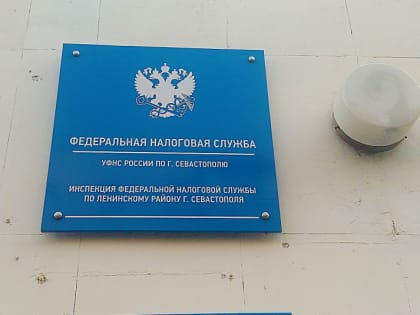 ФЕДЕРАЛЬНАЯ НАЛОГОВАЯ СЛУЖБА
УФНС РОССИИ ПО Г. СЕВАСТОПОЛЮ
ИНСПЕКЦИЯ ФЕДЕРАЛЬНОЙ НАЛОГОВОЙ СЛУЖБЫ
ПО ЛЕНИНСКОМУ РАЙОНУ Г. СЕВАСТОПОЛЯ